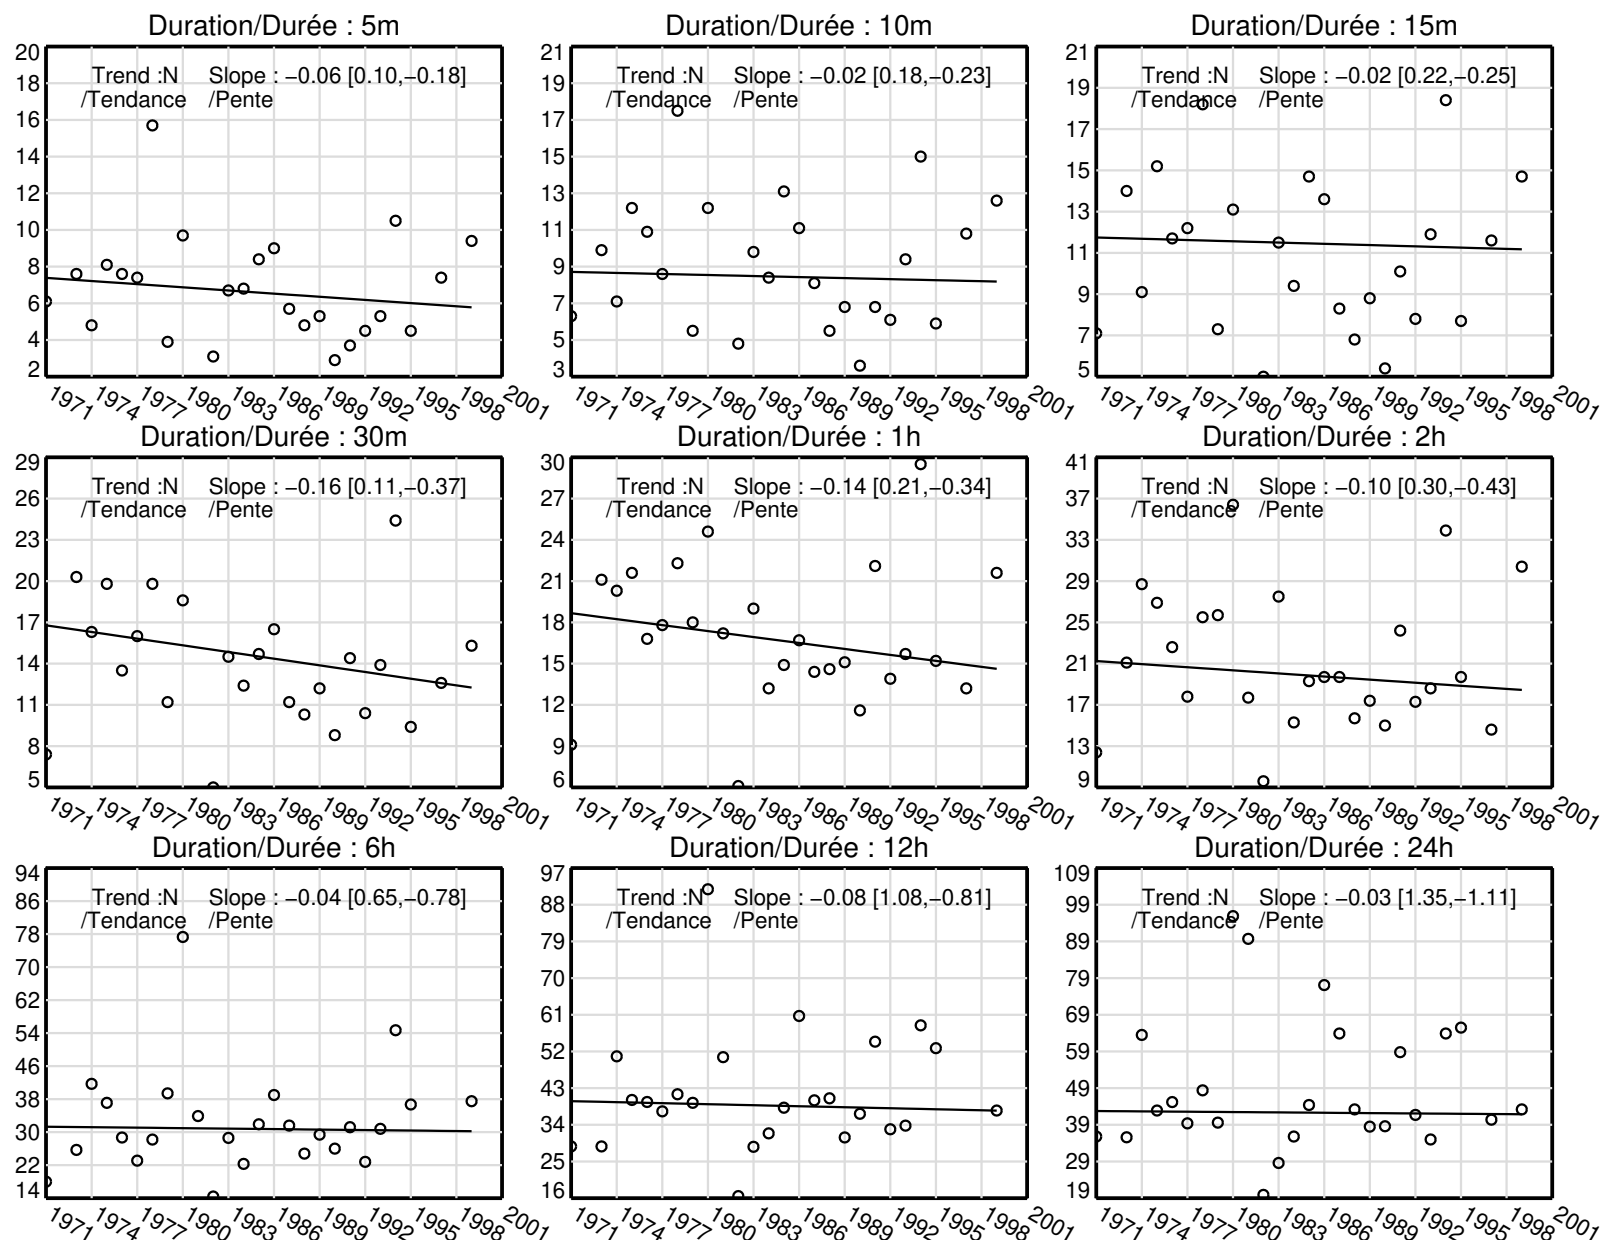 Duration/Durée : 5m
20
18
16
14
12
10
8
6
4
2
Trend :N Slope : −0.06 [0.10,−0.18]
/Tendance /Pente
1971 1974 1977 1980 1983 1986 1989 1992 1995 1998 2001
Duration/Durée : 10m
21
19
17
15
13
11
9
7
5
3
Trend :N Slope : −0.02 [0.18,−0.23]
/Tendance /Pente
1971 1974 1977 1980 1983 1986 1989 1992 1995 1998 2001
Duration/Durée : 15m
21
19
17
15
13
11
9
7
5
Trend :N Slope : −0.02 [0.22,−0.25]
/Tendance /Pente
1971 1974 1977 1980 1983 1986 1989 1992 1995 1998 2001
Duration/Durée : 30m
29
26
23
20
17
14
11
8
5
Trend :N Slope : −0.16 [0.11,−0.37]
/Tendance /Pente
1971 1974 1977 1980 1983 1986 1989 1992 1995 1998 2001
Duration/Durée : 1h
30
27
24
21
18
15
12
9
6
Trend :N Slope : −0.14 [0.21,−0.34]
/Tendance /Pente
1971 1974 1977 1980 1983 1986 1989 1992 1995 1998 2001
Duration/Durée : 2h
41
37
33
29
25
21
17
13
9
Trend :N Slope : −0.10 [0.30,−0.43]
/Tendance /Pente
1971 1974 1977 1980 1983 1986 1989 1992 1995 1998 2001
Duration/Durée : 6h
94
86
78
70
62
54
46
38
30
22
14
Trend :N Slope : −0.04 [0.65,−0.78]
/Tendance /Pente
1971 1974 1977 1980 1983 1986 1989 1992 1995 1998 2001
Duration/Durée : 12h
97
88
79
70
61
52
43
34
25
16
Trend :N Slope : −0.08 [1.08,−0.81]
/Tendance /Pente
1971 1974 1977 1980 1983 1986 1989 1992 1995 1998 2001
Duration/Durée : 24h
109
99
89
79
69
59
49
39
29
19
Trend :N Slope : −0.03 [1.35,−1.11]
/Tendance /Pente
1971 1974 1977 1980 1983 1986 1989 1992 1995 1998 2001